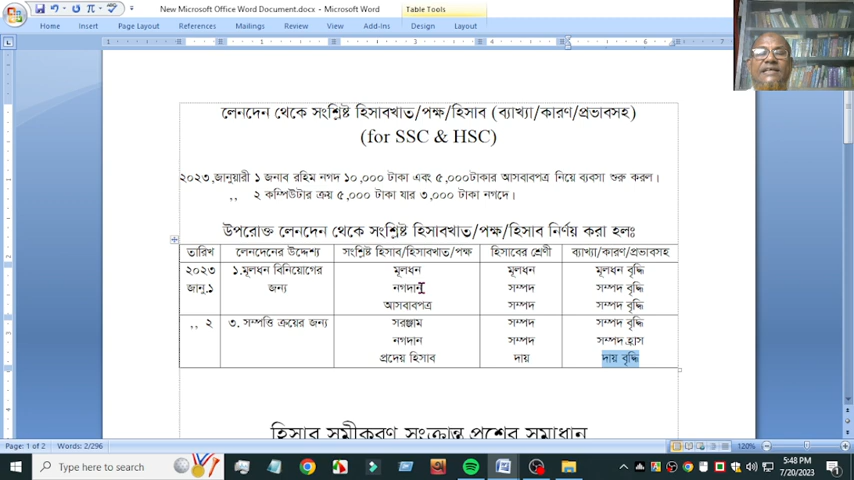 New Microsoft Office Word Document.docx - Microsoft Word
Table Tools
Home Insert Page Layout References Mailings Review View Add-Ins Design Layout
লেনদেন থেকে সংশ্লিষ্ট হিসাবখাত/পক্ষ/হিসাব (ব্যাখ্যা/কারণ/প্রভাবসহ)
(for SSC & HSC)
২০২৩,জানুয়ারী ১ জনাব রহিম নগদ ১০,০০০ টাকা এবং ৫,০০০টাকার আসবাবপত্র নিয়ে ব্যবসা শুরু করল।
,, ২ কম্পিউটার ক্রয় ৫,০০০ টাকা যার ৩,০০০ টাকা নগদে।
উপরোক্ত লেনদেন থেকে সংশ্লিষ্ট হিসাবখাত/পক্ষ/হিসাব নির্ণয় করা হলঃ
তারিখ লেনদেনের উদ্দেশ্য সংশ্লিষ্ট হিসাব/হিসাবখাত/পক্ষ হিসাবের শ্রেণী ব্যাখ্যা/কারণ/প্রভাবসহ
২০২৩ ১.মূলধন বিনিয়োগের মূলধন মূলধন মূলধন বৃদ্ধি
জানু.১ জন্য নগদান সম্পদ সম্পদ বৃদ্ধি
আসবাবপত্র সম্পদ সম্পদ বৃদ্ধি
,, ২ ৩. সম্পত্তি ক্রয়ের জন্য সরঞ্জাম সম্পদ সম্পদ বৃদ্ধি
নগদান সম্পদ সম্পদ হ্রাস
প্রদেয় হিসাব দায় দায় বৃদ্ধি
হিসাব সমীকরণ সংক্রান্ত প্রশ্নের সমাধান
Page: 1 of 2 Words: 2/296 120%
Type here to search
5:48 PM
7/20/2023